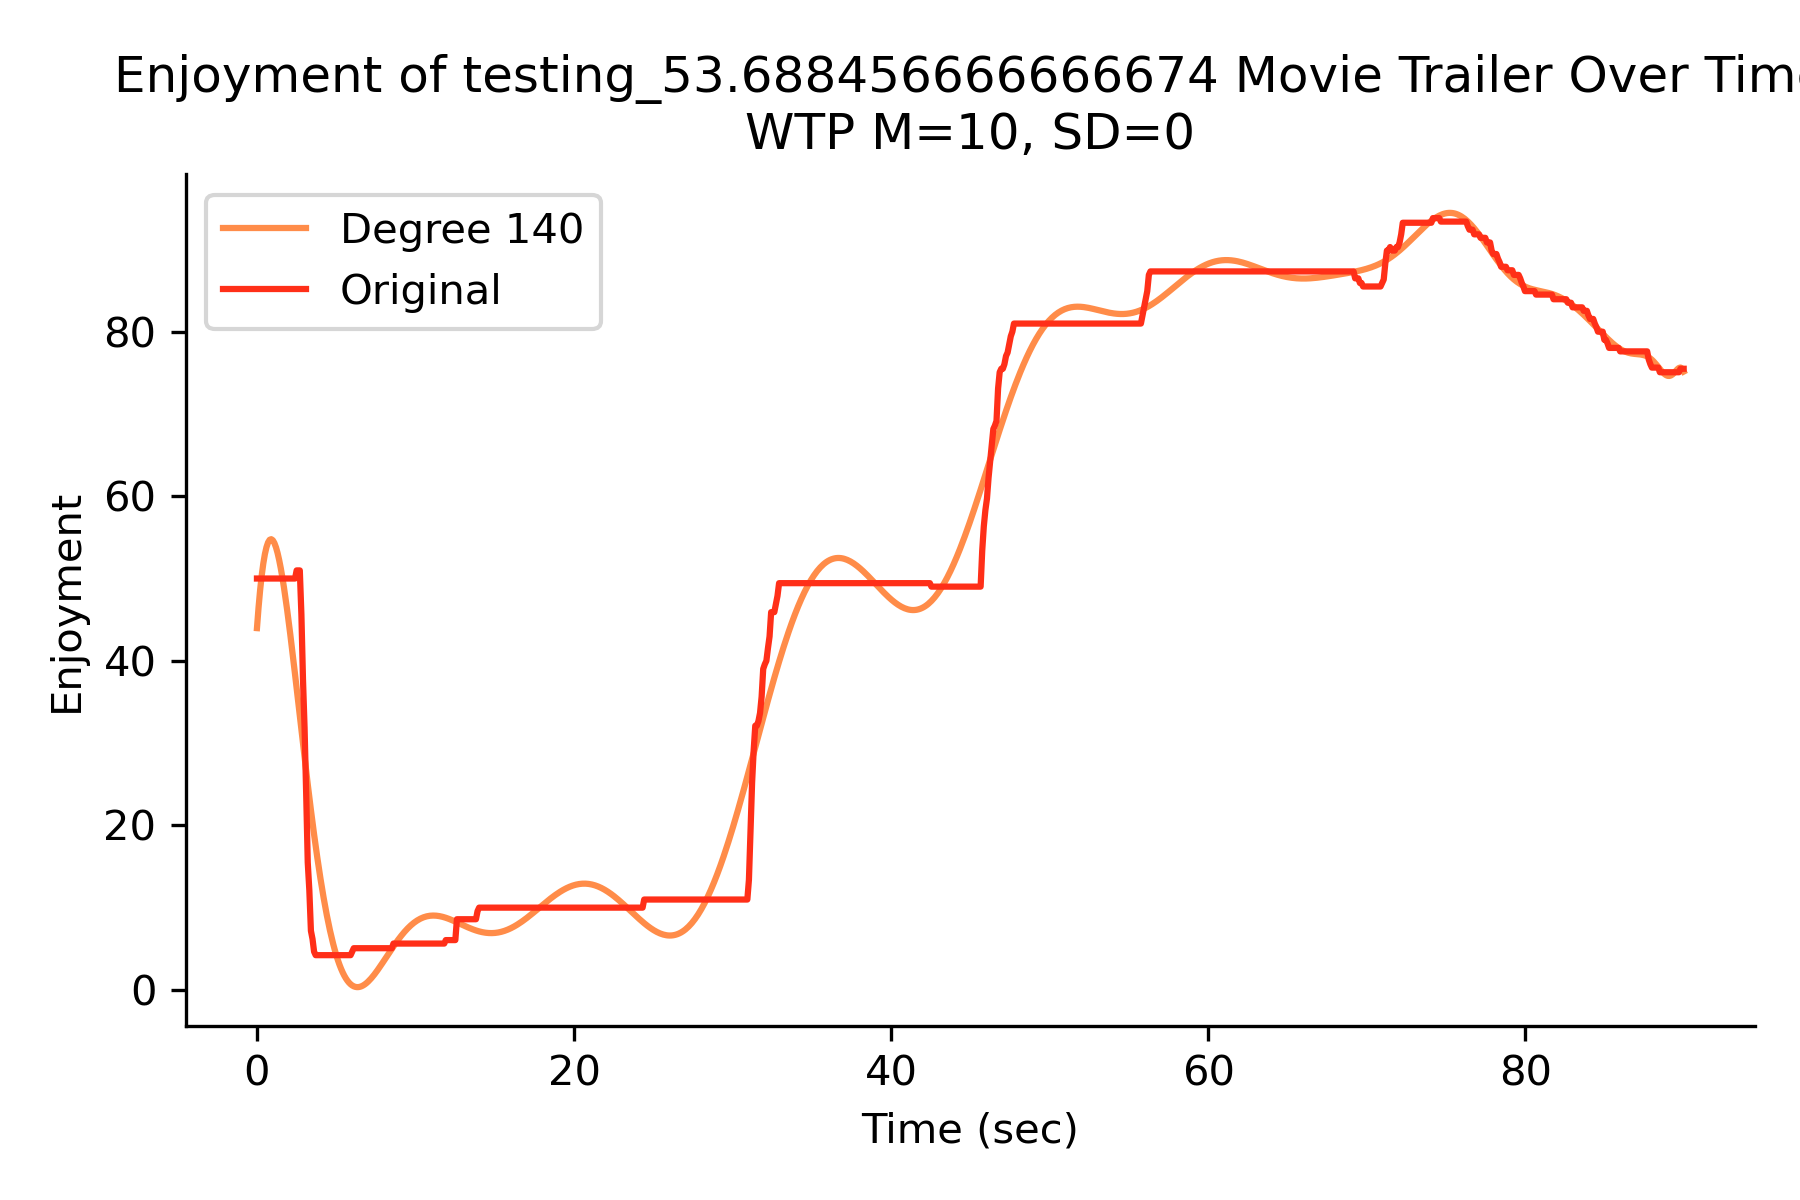 Enjoyment of testing_53.688456666666674 Movie Trailer Over Time
WTP M=10, SD=0
Degree 140
Original
Enjoyment
80
60
40
20
0
0 20 40 60 80
Time (sec)